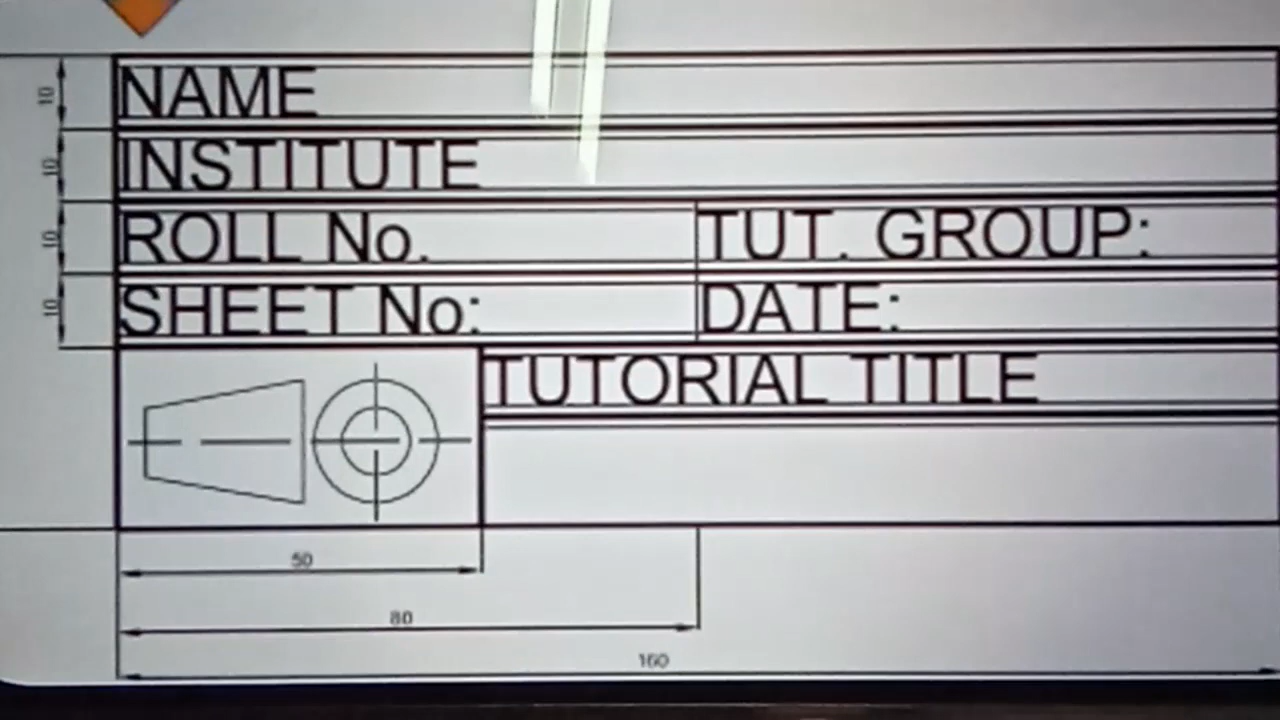 NAME
10
INSTITUTE
10
ROLL No. TUT. GROUP:
10
SHEET No: DATE:
10
TUTORIAL TITLE
50
80
160